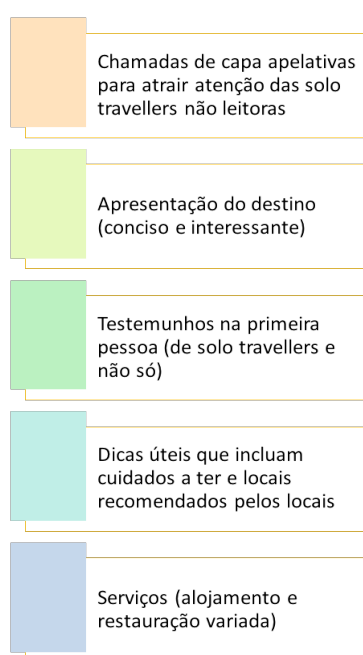 Chamadas de capa apelativas
para atrair atenção das solo
travellers não leitoras
Apresentação do destino
(conciso e interessante)
Testemunhos na primeira
pessoa (de solo travellers e
não só)
Dicas úteis que incluam
cuidados a ter e locais
recomendados pelos locais
Serviços (alojamento e
restauração variada)